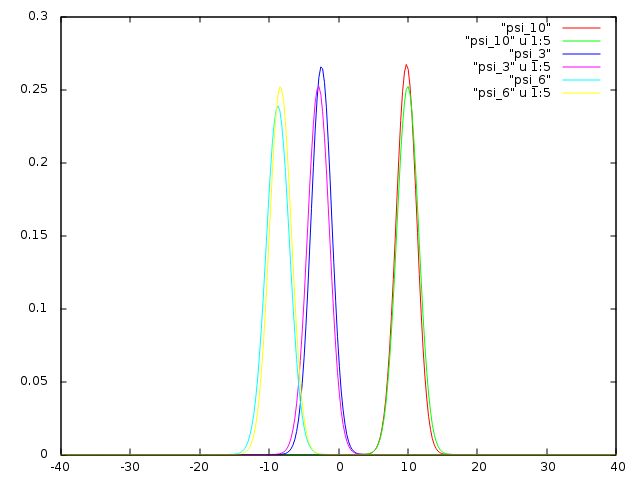 0.3
0.25
0.2
0.15
0.1
0.05
0
-40
-30
-20
-10
0
10
20
30
40
"psi_10"
"psi_10" u 1:5
"psi_3"
"psi_3" u 1:5
"psi_6"
"psi_6" u 1:5